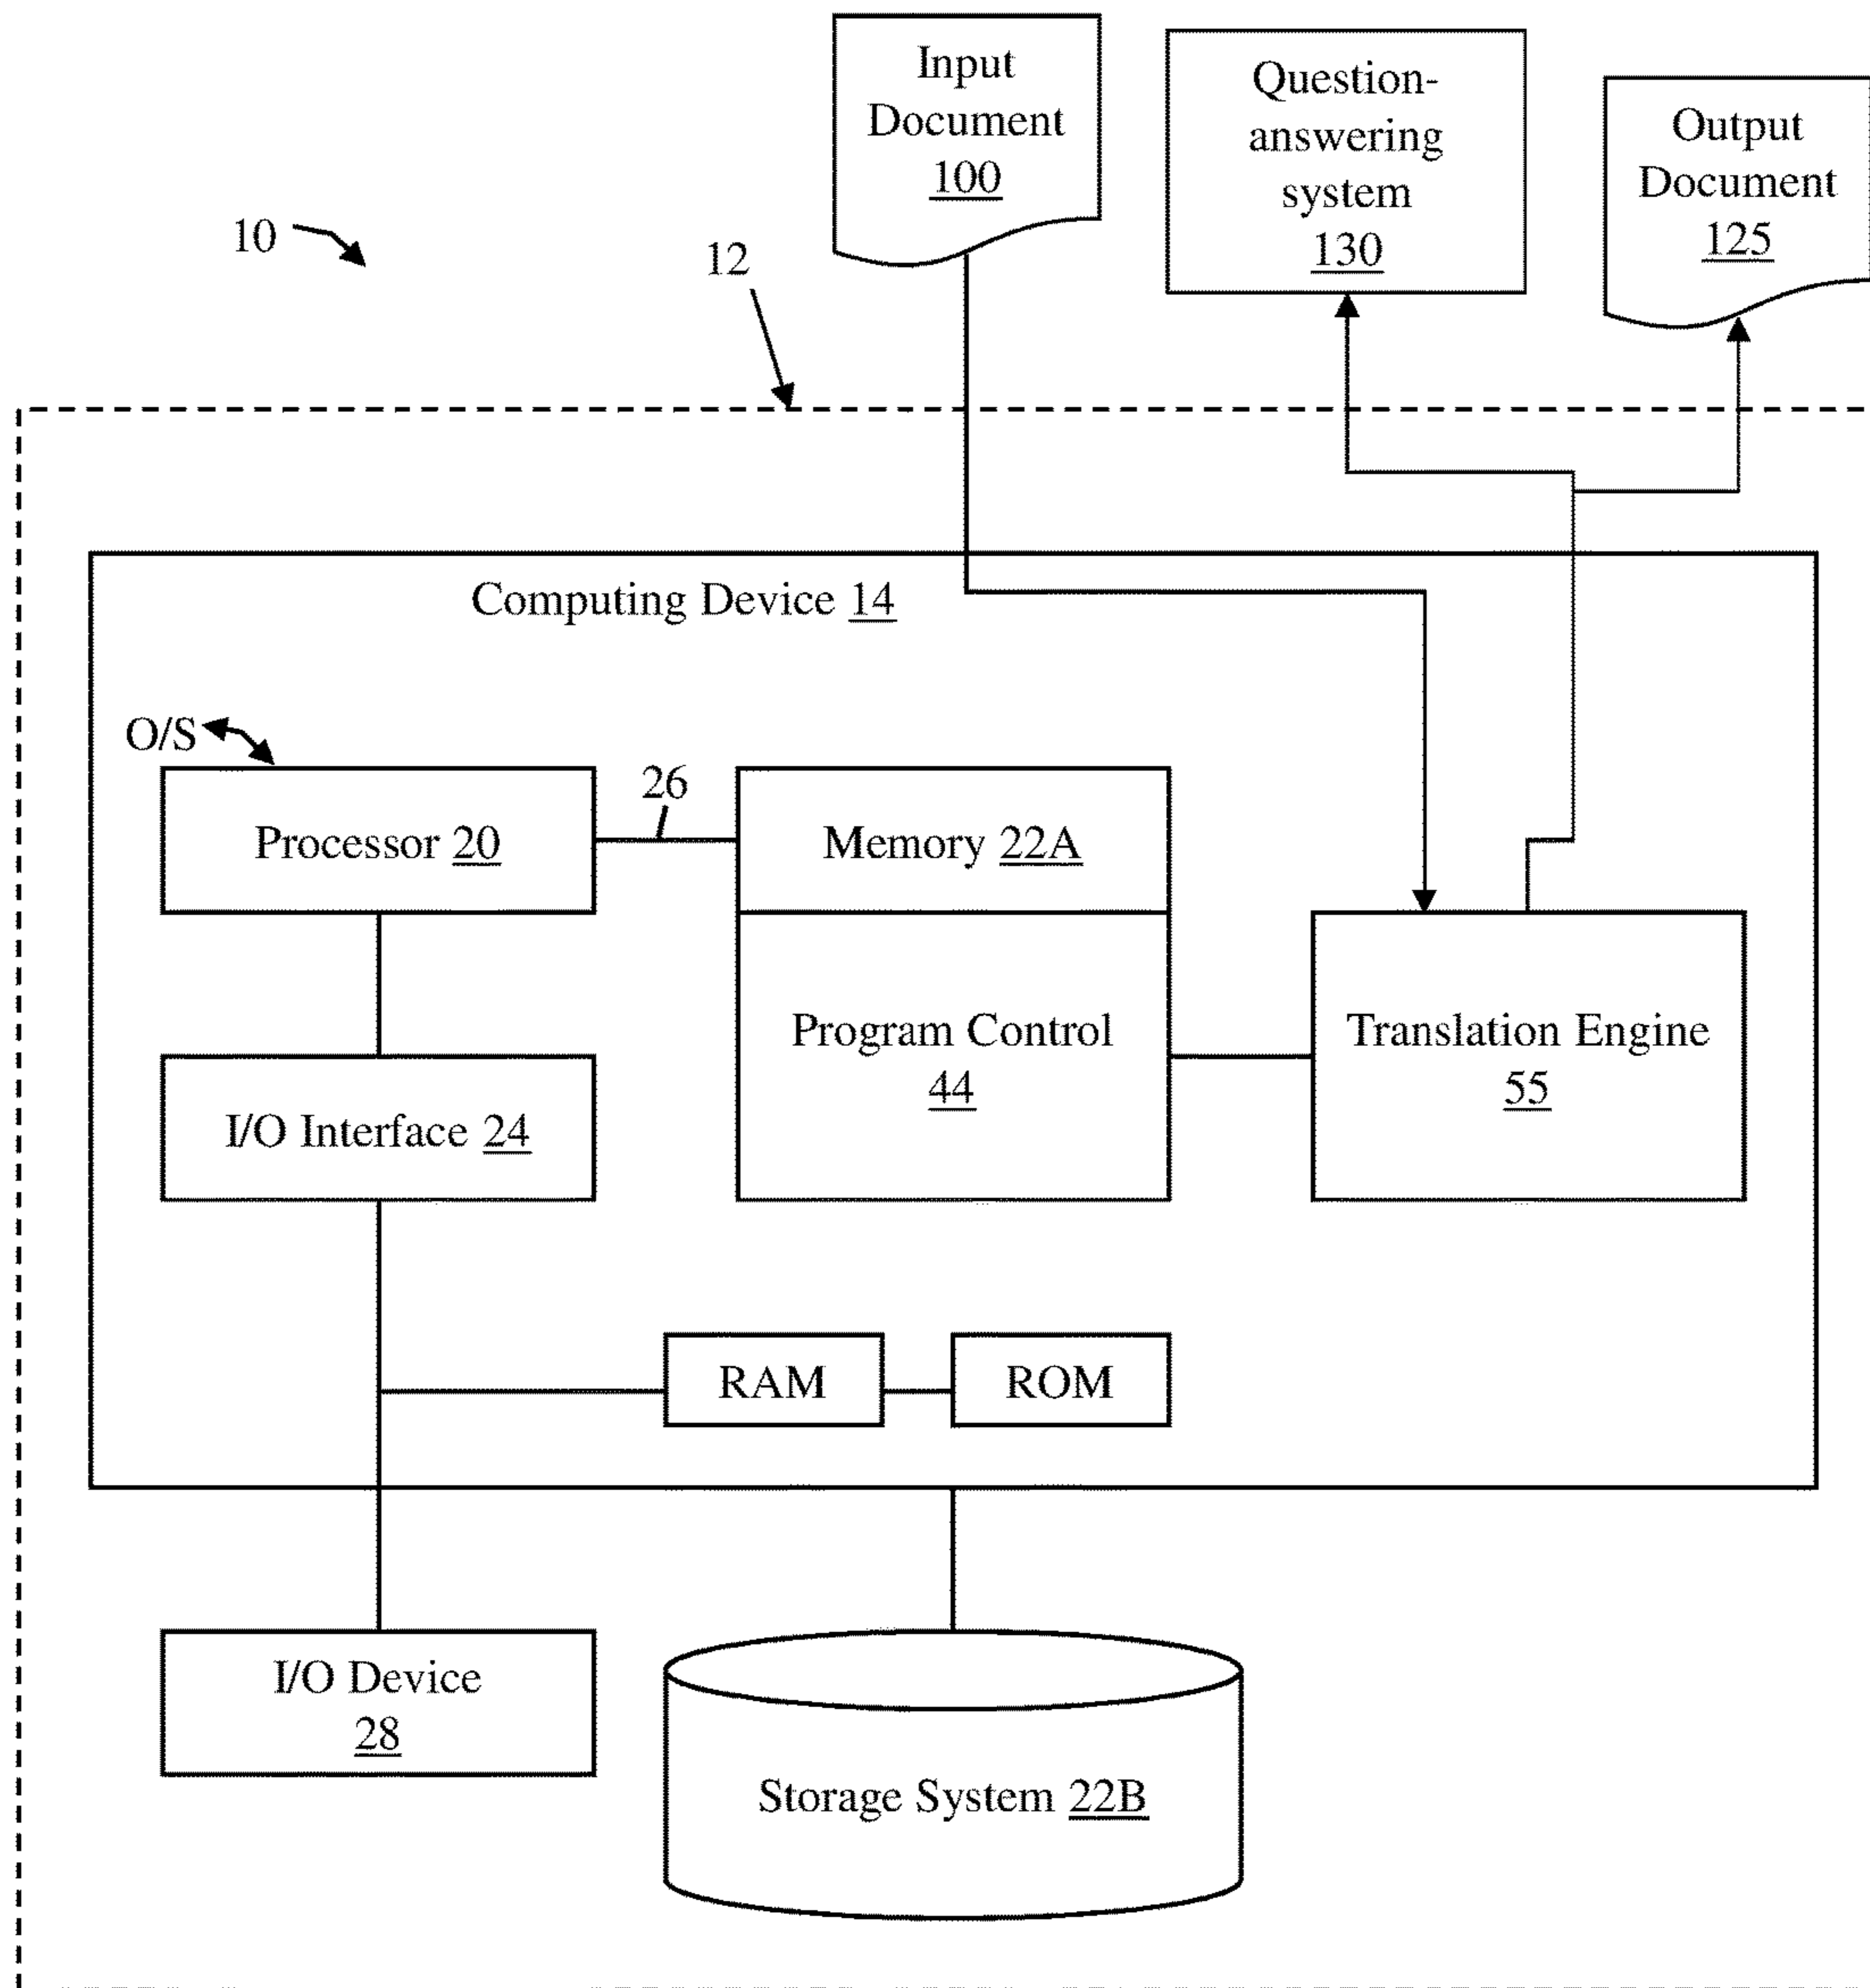 Input
Document
100
Question-
answering
system
130
Output
Document
125
10
12
Computing Device 14
O/S
26
Processor 20
Memory 22A
Program Control
44
Translation Engine
55
I/O Interface 24
RAM
ROM
I/O Device
28
Storage System 22B